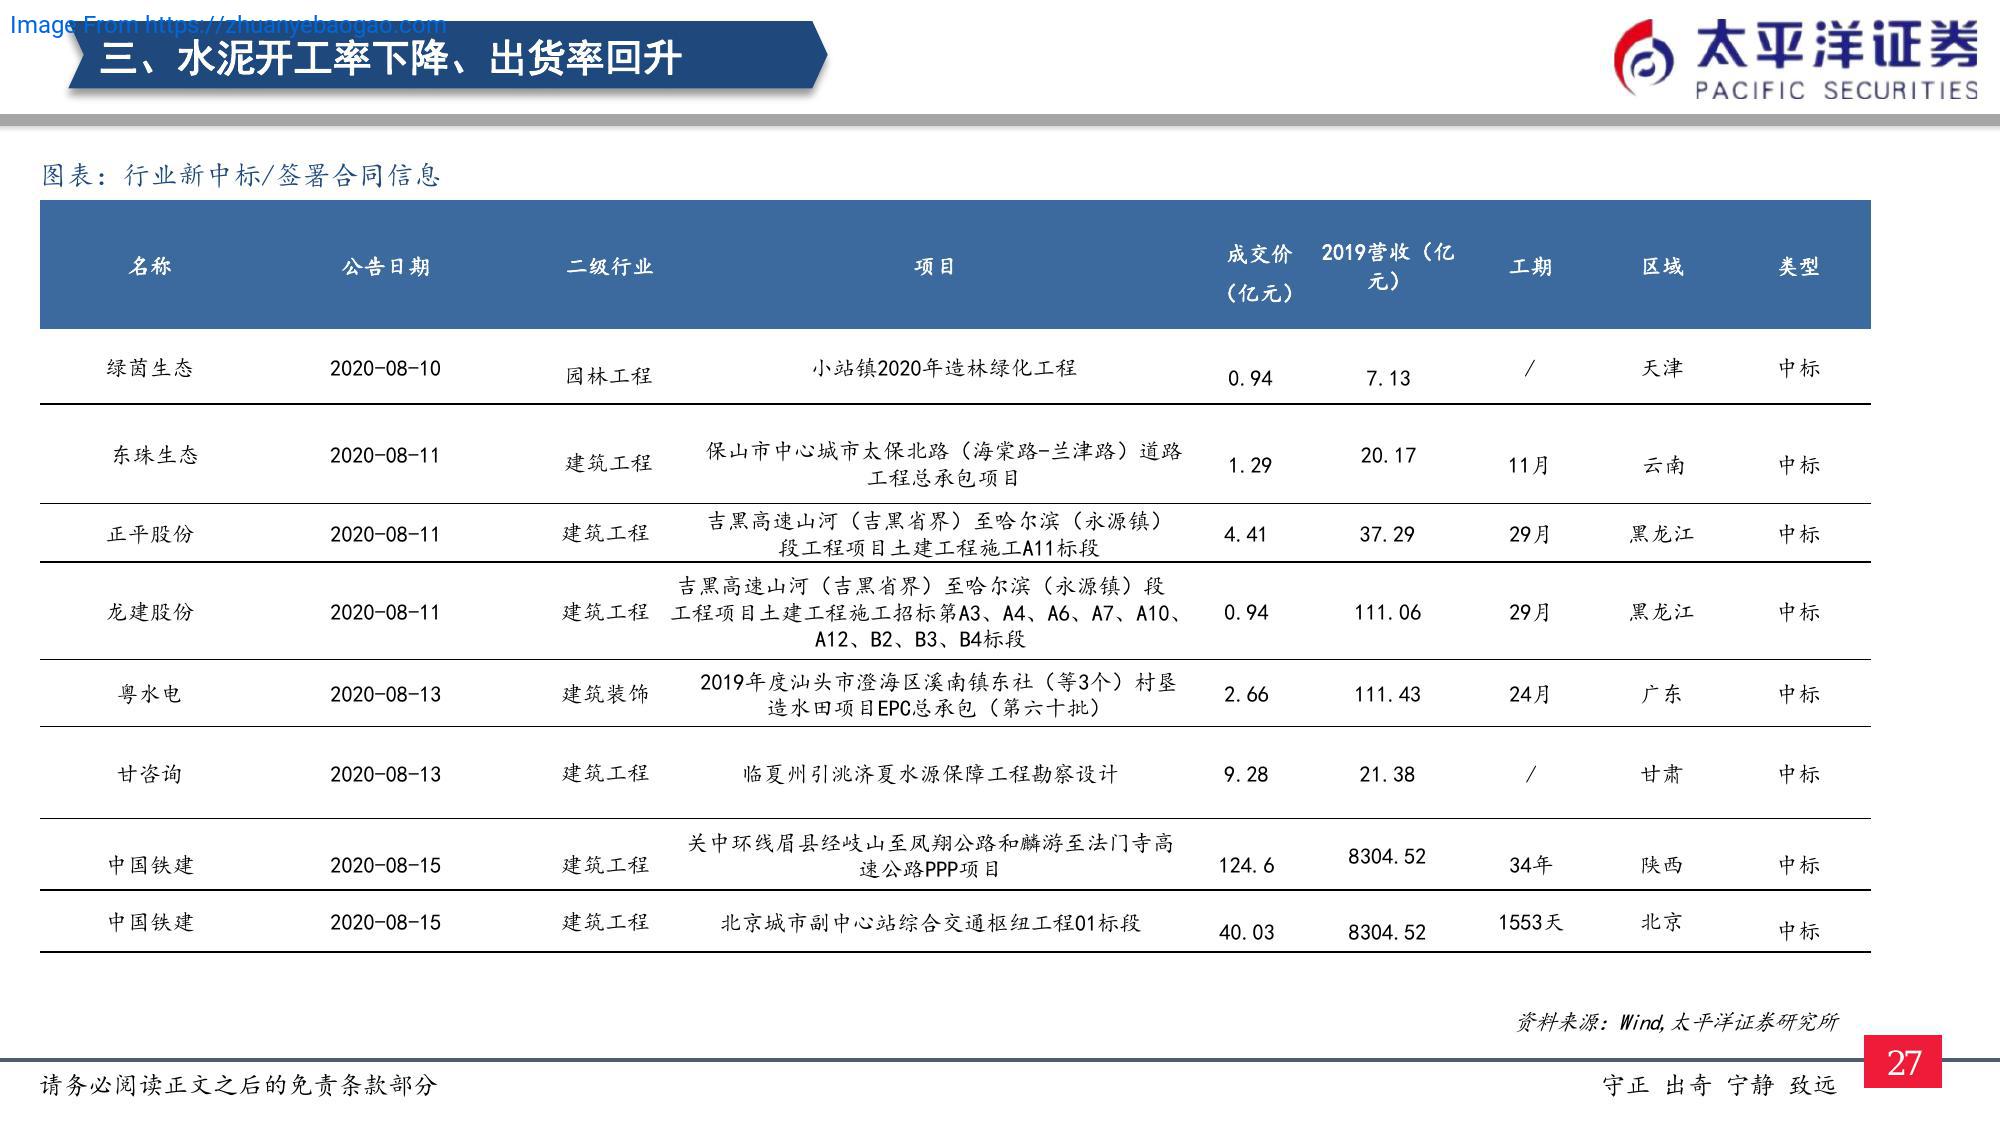 Image From https://zhuanyebaogao.com
三、水泥开工率下降、出货率回升
太平洋证券
PACIFIC SECURITIES
图表：行业新中标/签署合同信息
名称 公告日期 二级行业 项目 成交价（亿元） 2019营收（亿元） 工期 区域 类型
绿茵生态 2020-08-10 园林工程 小站镇2020年造林绿化工程 0.94 7.13 / 天津 中标
东珠生态 2020-08-11 建筑工程 保山市中心城市太保北路（海棠路-兰津路）道路工程总承包项目 1.29 20.17 11月 云南 中标
正平股份 2020-08-11 建筑工程 吉黑高速山河（吉黑省界）至哈尔滨（永源镇）段工程项目土建工程施工A11标段 4.41 37.29 29月 黑龙江 中标
龙建股份 2020-08-11 建筑工程 吉黑高速山河（吉黑省界）至哈尔滨（永源镇）段工程项目土建工程施工招标第A3、A4、A6、A7、A10、A12、B2、B3、B4标段 0.94 111.06 29月 黑龙江 中标
粤水电 2020-08-13 建筑装饰 2019年度汕头市澄海区溪南镇东社（等3个）村垦造水田项目EPC总承包（第六十批） 2.66 111.43 24月 广东 中标
甘咨询 2020-08-13 建筑工程 临夏州引洮济夏水源保障工程勘察设计 9.28 21.38 / 甘肃 中标
中国铁建 2020-08-15 建筑工程 关中环线眉县经岐山至凤翔公路和麟游至法门寺高速公路PPP项目 124.6 8304.52 34年 陕西 中标
中国铁建 2020-08-15 建筑工程 北京城市副中心站综合交通枢纽工程01标段 40.03 8304.52 1553天 北京 中标
资料来源：Wind,太平洋证券研究所
请务必阅读正文之后的免责条款部分
守正 出奇 宁静 致远
27